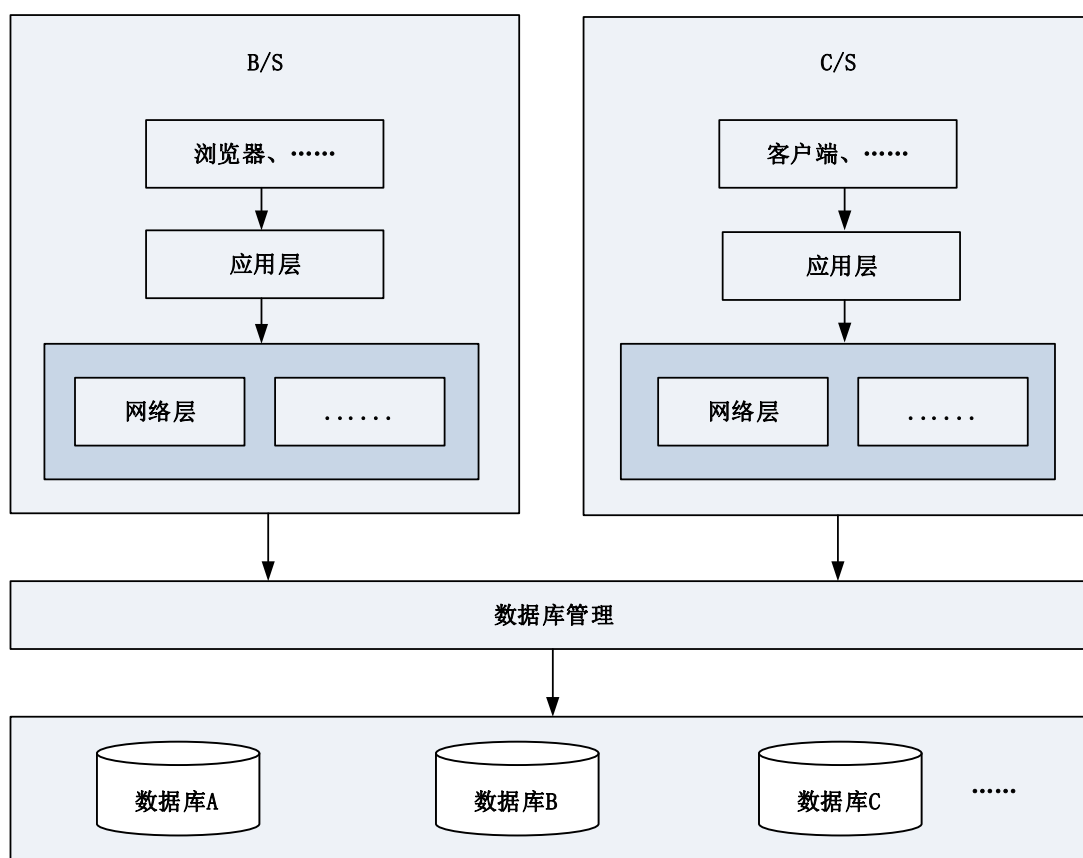 B/S
浏览器、……
应用层
网络层
......
C/S
客户端、……
应用层
网络层
......
数据库管理
数据库A
数据库B
数据库C
……